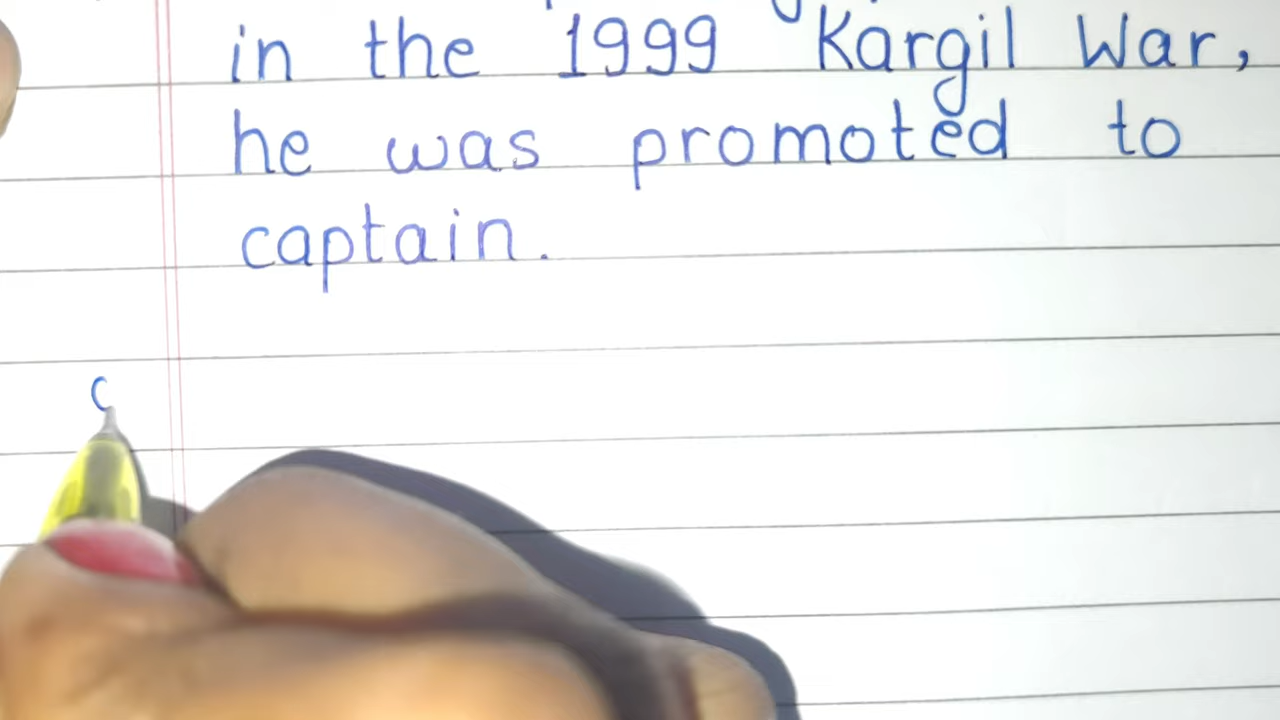 in the 1999 Kargil War,
he was promoted to
captain.